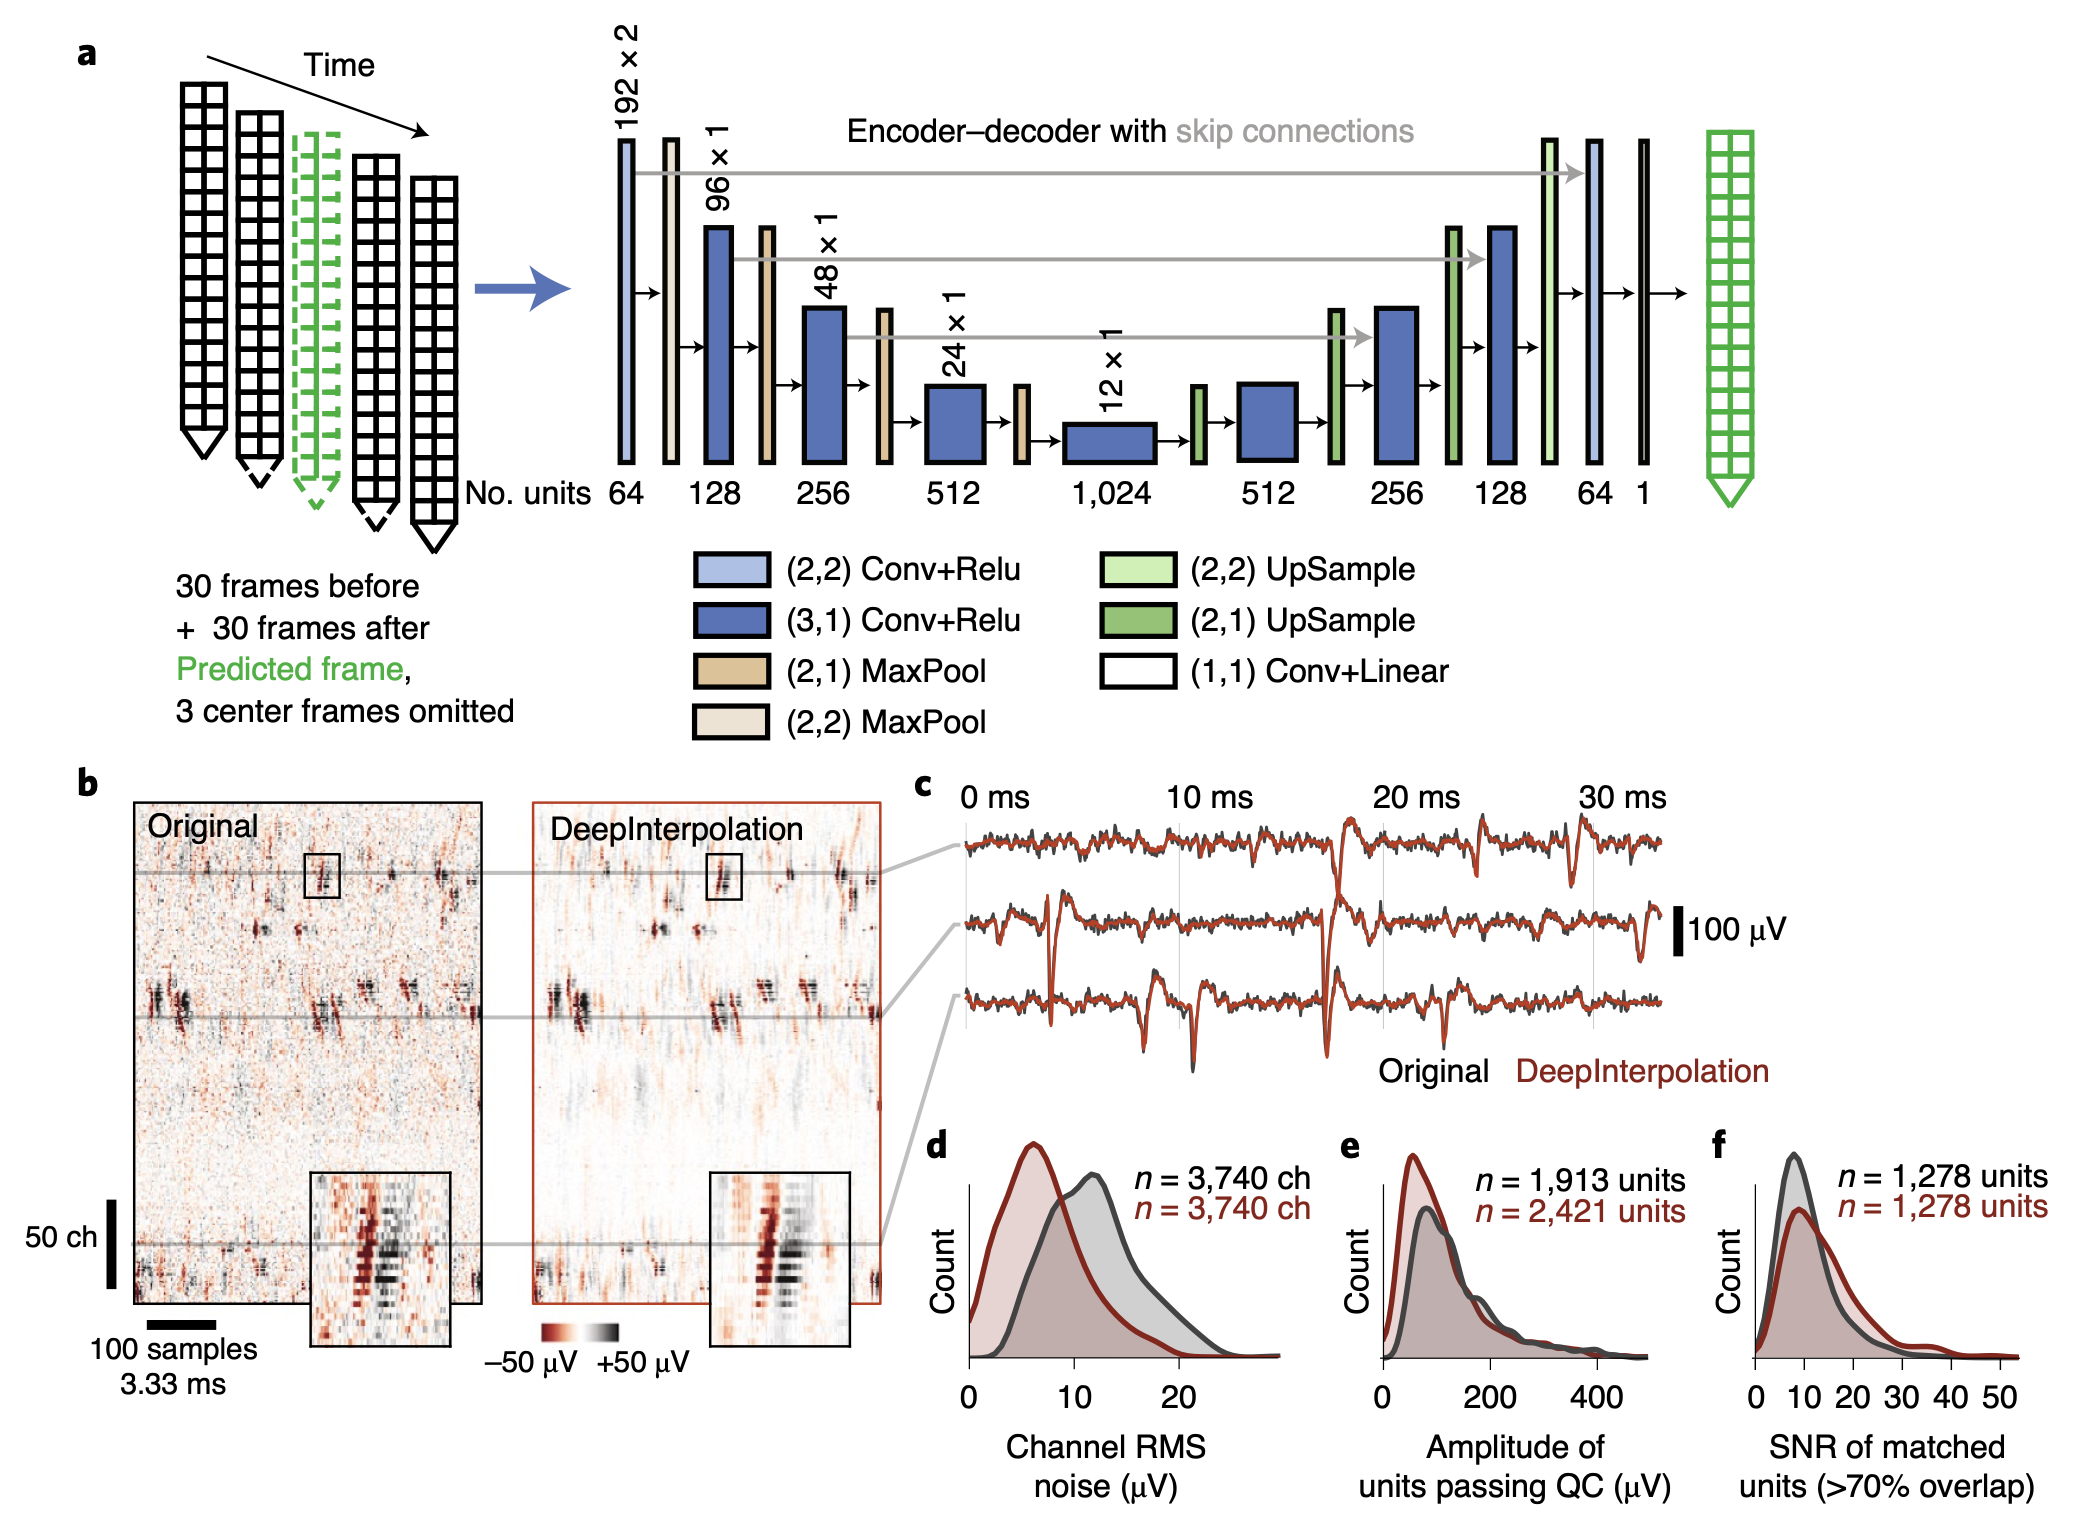 a
Time
192 × 2
96 × 1
48 × 1
24 × 1
12 × 1
Encoder–decoder with skip connections
No. units 64 128 256 512 1,024 512 256 128 64 1
30 frames before
+ 30 frames after
Predicted frame,
3 center frames omitted
(2,2) Conv+Relu
(3,1) Conv+Relu
(2,1) MaxPool
(2,2) MaxPool
(2,2) UpSample
(2,1) UpSample
(1,1) Conv+Linear
b
Original
DeepInterpolation
50 ch
100 samples
3.33 ms
–50 μV +50 μV
c
0 ms 10 ms 20 ms 30 ms
100 μV
Original DeepInterpolation
d
n = 3,740 ch
n = 3,740 ch
Count
0 10 20
Channel RMS
noise (μV)
e
n = 1,913 units
n = 2,421 units
Count
0 200 400
Amplitude of
units passing QC (μV)
f
n = 1,278 units
n = 1,278 units
Count
0 10 20 30 40 50
SNR of matched
units (>70% overlap)